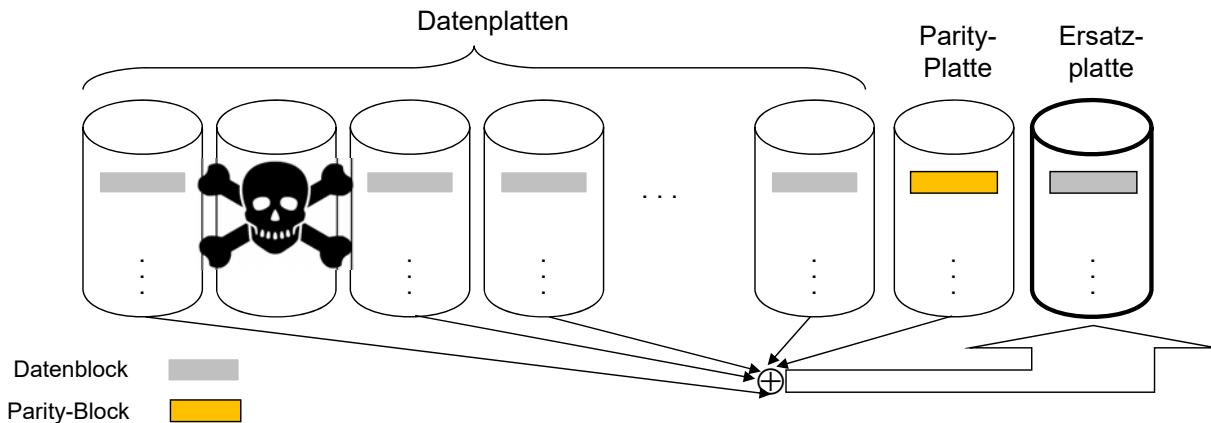 Datenplatten
Parity-
Platte
Ersatz-
platte
. . .
Datenblock
Parity-Block